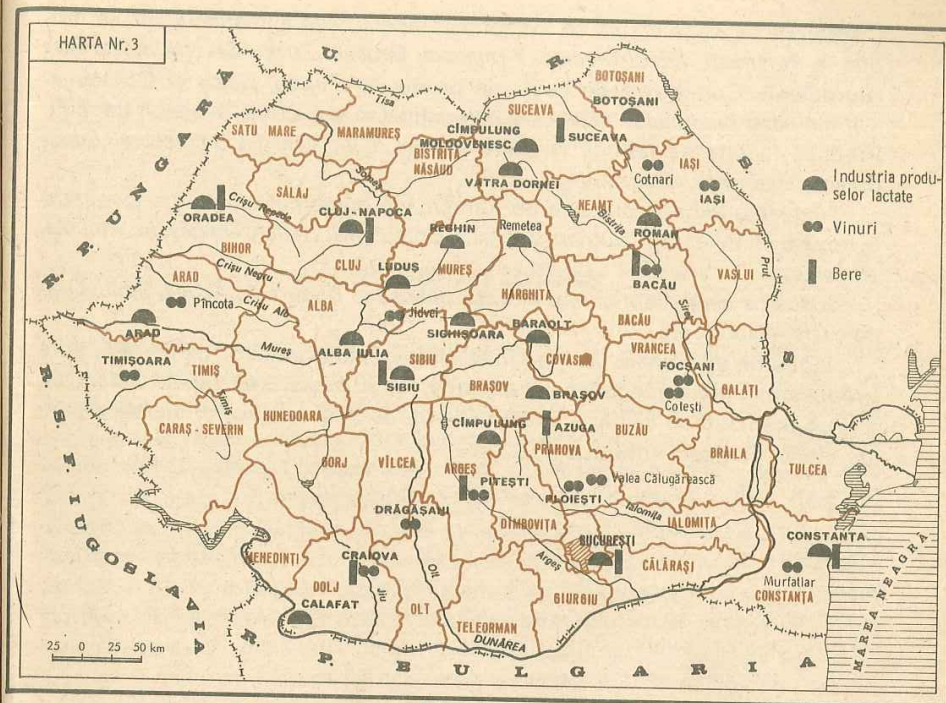 HARTA Nr. 3
R. P. UNGARA
U. R. S. S.
R. S. F. IUGOSLAVIA
R. P. BULGARIA
MAREA NEAGRĂ
Industria produ-
selor lactate
Vinuri
Bere
BOTOȘANI
BOTOȘANI
SUCEAVA
SUCEAVA
CÎMPULUNG
MOLDOVENESC
VATRA DORNEI
Tisa
SATU MARE
MARAMUREȘ
BISTRIȚA
NĂSĂUD
Someș
SĂLAJ
Cotnari
IAȘI
IAȘI
NEAMȚ
Bistrița
ROMAN
Prut
ORADEA
Crișu Repede
CLUJ-NAPOCA
REGHIN
Remetea
BIHOR
CLUJ
LUDUȘ
MUREȘ
BACĂU
BACĂU
Siret
VASLUI
ARAD
Crișu Negru
Crișu Alb
Pîncota
ALBA
Jidvei
HARGHITA
ARAD
Mureș
ALBA IULIA
SIGHIȘOARA
BARAOLT
COVASNA
VRANCEA
FOCȘANI
Cotești
GALAȚI
TIMIȘOARA
TIMIȘ
Timiș
SIBIU
SIBIU
BRAȘOV
BRAȘOV
HUNEDOARA
CARAȘ-SEVERIN
CÎMPULUNG
AZUGA
PRAHOVA
BUZĂU
BRĂILA
TULCEA
GORJ
VÎLCEA
ARGEȘ
PITEȘTI
PLOIEȘTI
Valea Călugărească
DRĂGĂȘANI
DÎMBOVIȚA
Ialomița
IALOMIȚA
MEHEDINȚI
CRAIOVA
DOLJ
Jiu
Olt
OLT
CALAFAT
Argeș
BUCUREȘTI
CĂLĂRAȘI
GIURGIU
TELEORMAN
DUNĂREA
CONSTANȚA
Murfatlar
CONSTANȚA
25 0 25 50 km